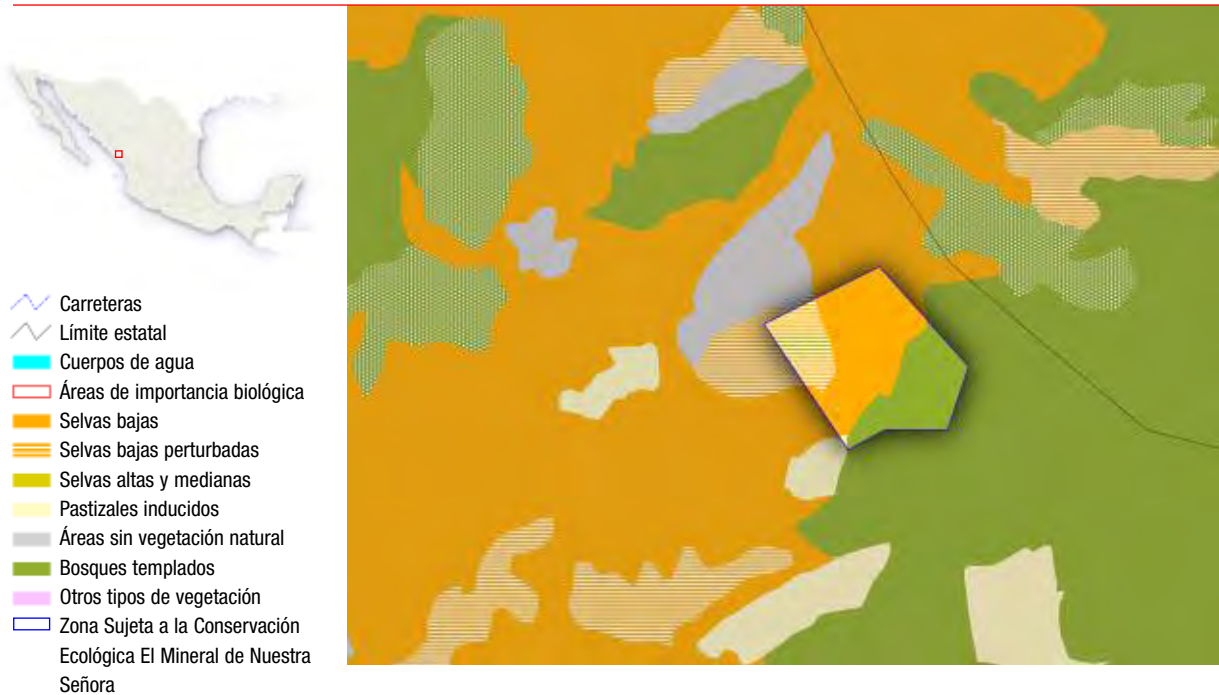 Carreteras
Límite estatal
Cuerpos de agua
Áreas de importancia biológica
Selvas bajas
Selvas bajas perturbadas
Selvas altas y medianas
Pastizales inducidos
Áreas sin vegetación natural
Bosques templados
Otros tipos de vegetación
Zona Sujeta a la Conservación
Ecológica El Mineral de Nuestra
Señora